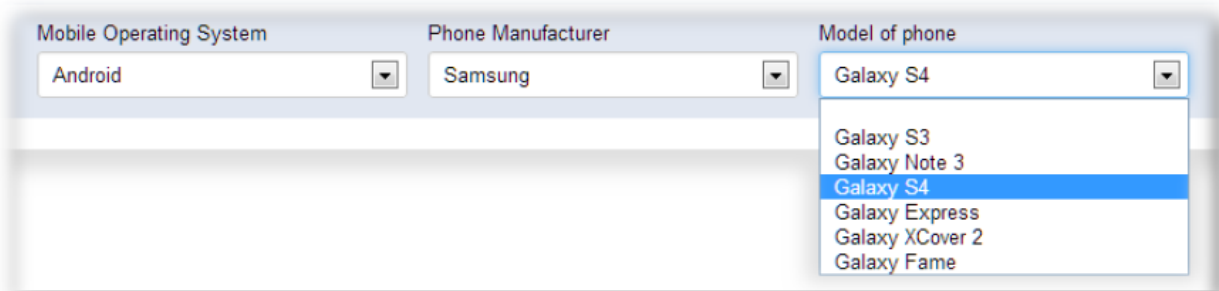 Mobile Operating System
Phone Manufacturer
Model of phone
Android
Samsung
Galaxy S4
Galaxy S3
Galaxy Note 3
Galaxy S4
Galaxy Express
Galaxy XCover 2
Galaxy Fame